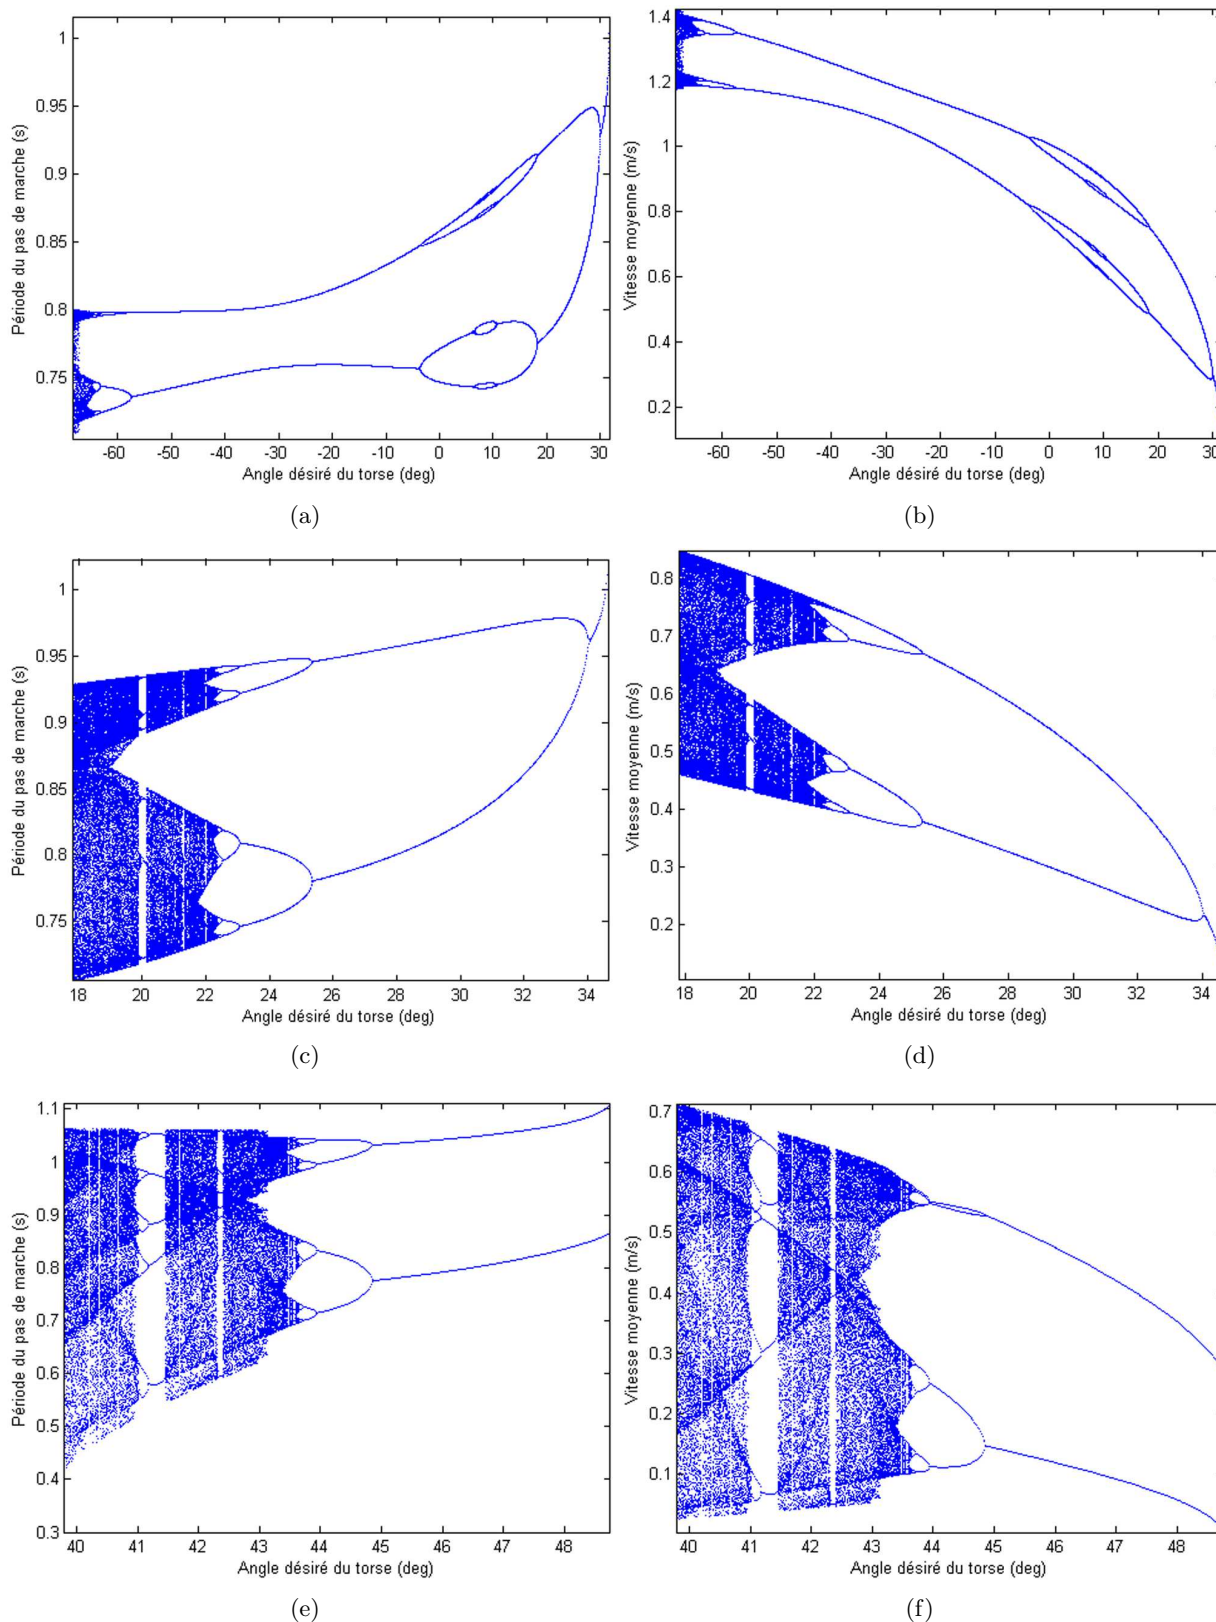 1
0.95
0.9
0.85
0.8
0.75
Période du pas de marche (s)
-60 -50 -40 -30 -20 -10 0 10 20 30
Angle désiré du torse (deg)
(a)
1.4
1.2
1
0.8
0.6
0.4
0.2
Vitesse moyenne (m/s)
-60 -50 -40 -30 -20 -10 0 10 20 30
Angle désiré du torse (deg)
(b)
1
0.95
0.9
0.85
0.8
0.75
Période du pas de marche (s)
18 20 22 24 26 28 30 32 34
Angle désiré du torse (deg)
(c)
0.8
0.7
0.6
0.5
0.4
0.3
0.2
Vitesse moyenne (m/s)
18 20 22 24 26 28 30 32 34
Angle désiré du torse (deg)
(d)
1.1
1
0.9
0.8
0.7
0.6
0.5
0.4
0.3
Période du pas de marche (s)
40 41 42 43 44 45 46 47 48
Angle désiré du torse (deg)
(e)
0.7
0.6
0.5
0.4
0.3
0.2
0.1
Vitesse moyenne (m/s)
40 41 42 43 44 45 46 47 48
Angle désiré du torse (deg)
(f)